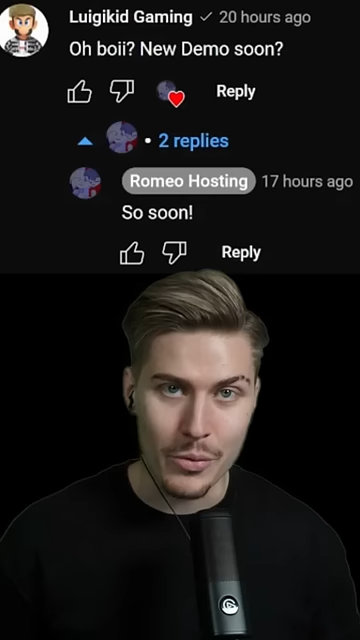 Luigikid Gaming 20 hours ago
Oh boii? New Demo soon?
Reply
• 2 replies
Romeo Hosting 17 hours ago
So soon!
Reply